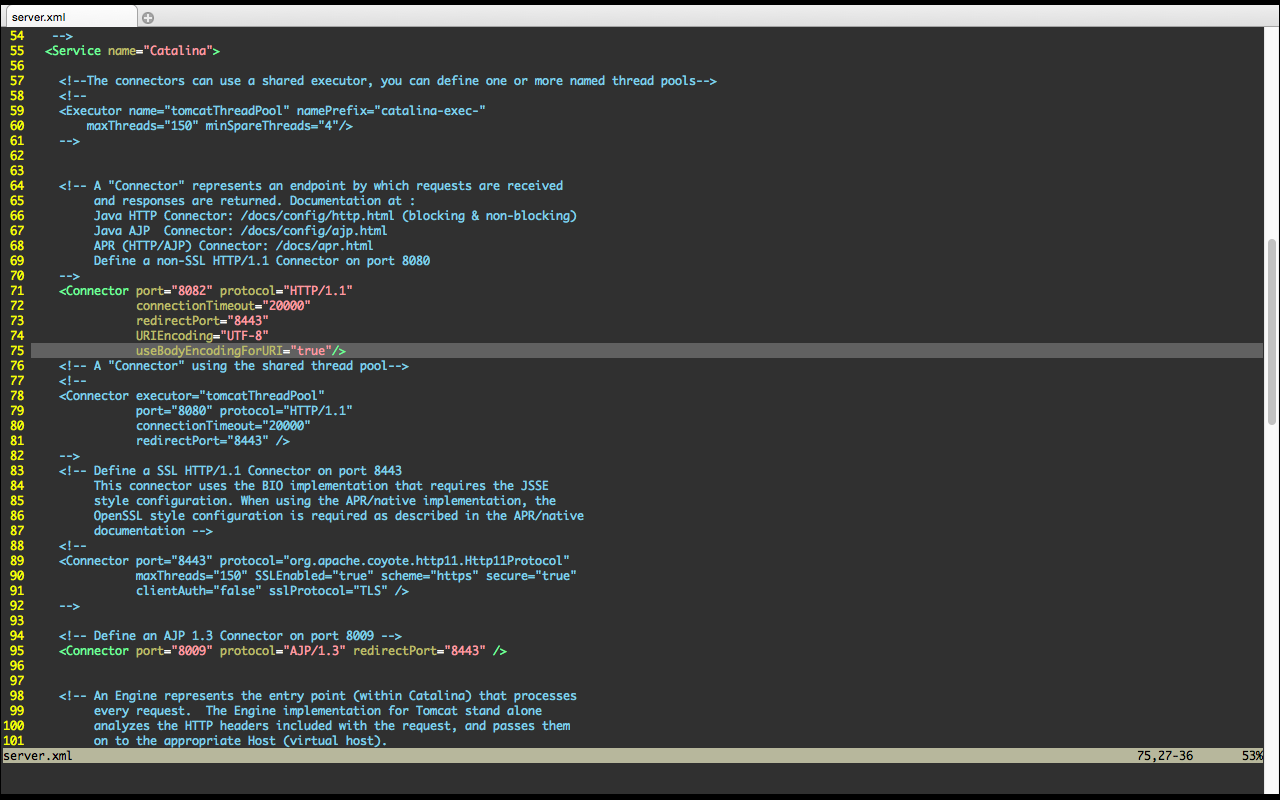 server.xml
54 -->
55 <Service name="Catalina">
56
57 <!--The connectors can use a shared executor, you can define one or more named thread pools-->
58 <!--
59 <Executor name="tomcatThreadPool" namePrefix="catalina-exec-"
60 maxThreads="150" minSpareThreads="4"/>
61 -->
62
63
64 <!-- A "Connector" represents an endpoint by which requests are received
65 and responses are returned. Documentation at :
66 Java HTTP Connector: /docs/config/http.html (blocking & non-blocking)
67 Java AJP  Connector: /docs/config/ajp.html
68 APR (HTTP/AJP) Connector: /docs/apr.html
69 Define a non-SSL HTTP/1.1 Connector on port 8080
70 -->
71 <Connector port="8082" protocol="HTTP/1.1"
72 connectionTimeout="20000"
73 redirectPort="8443"
74 URIEncoding="UTF-8"
75 useBodyEncodingForURI="true"/>
76 <!-- A "Connector" using the shared thread pool-->
77 <!--
78 <Connector executor="tomcatThreadPool"
79 port="8080" protocol="HTTP/1.1"
80 connectionTimeout="20000"
81 redirectPort="8443" />
82 -->
83 <!-- Define a SSL HTTP/1.1 Connector on port 8443
84 This connector uses the BIO implementation that requires the JSSE
85 style configuration. When using the APR/native implementation, the
86 OpenSSL style configuration is required as described in the APR/native
87 documentation -->
88 <!--
89 <Connector port="8443" protocol="org.apache.coyote.http11.Http11Protocol"
90 maxThreads="150" SSLEnabled="true" scheme="https" secure="true"
91 clientAuth="false" sslProtocol="TLS" />
92 -->
93
94 <!-- Define an AJP 1.3 Connector on port 8009 -->
95 <Connector port="8009" protocol="AJP/1.3" redirectPort="8443" />
96
97
98 <!-- An Engine represents the entry point (within Catalina) that processes
99 every request.  The Engine implementation for Tomcat stand alone
100 analyzes the HTTP headers included with the request, and passes them
101 on to the appropriate Host (virtual host).
server.xml 75,27-36 53%